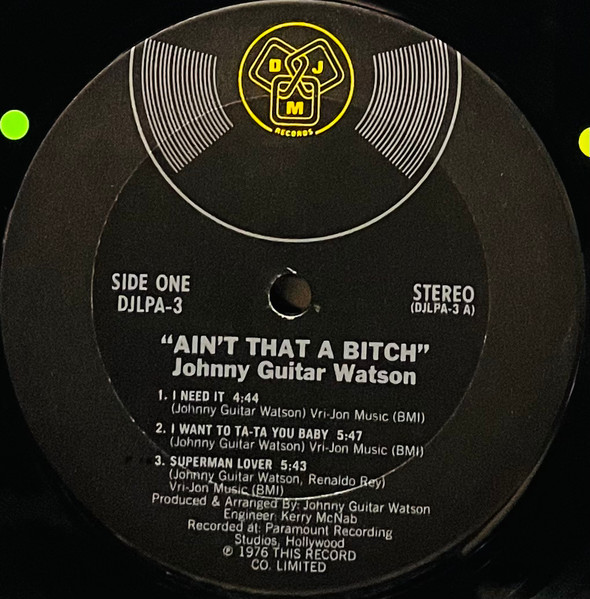 D J
M
RECORDS
SIDE ONE
DJLPA-3
STEREO
(DJLPA-3 A)
"AIN'T THAT A BITCH"
Johnny Guitar Watson
1. I NEED IT 4:44
(Johnny Guitar Watson) Vri-Jon Music (BMI)
2. I WANT TO TA-TA YOU BABY 5:47
(Johnny Guitar Watson) Vri-Jon Music (BMI)
3. SUPERMAN LOVER 5:43
(Johnny Guitar Watson, Renaldo Rey)
Vri-Jon Music (BMI)
Produced & Arranged By: Johnny Guitar Watson
Engineer: Kerry McNab
Recorded at: Paramount Recording
Studios, Hollywood
℗ 1976 THIS RECORD
CO. LIMITED